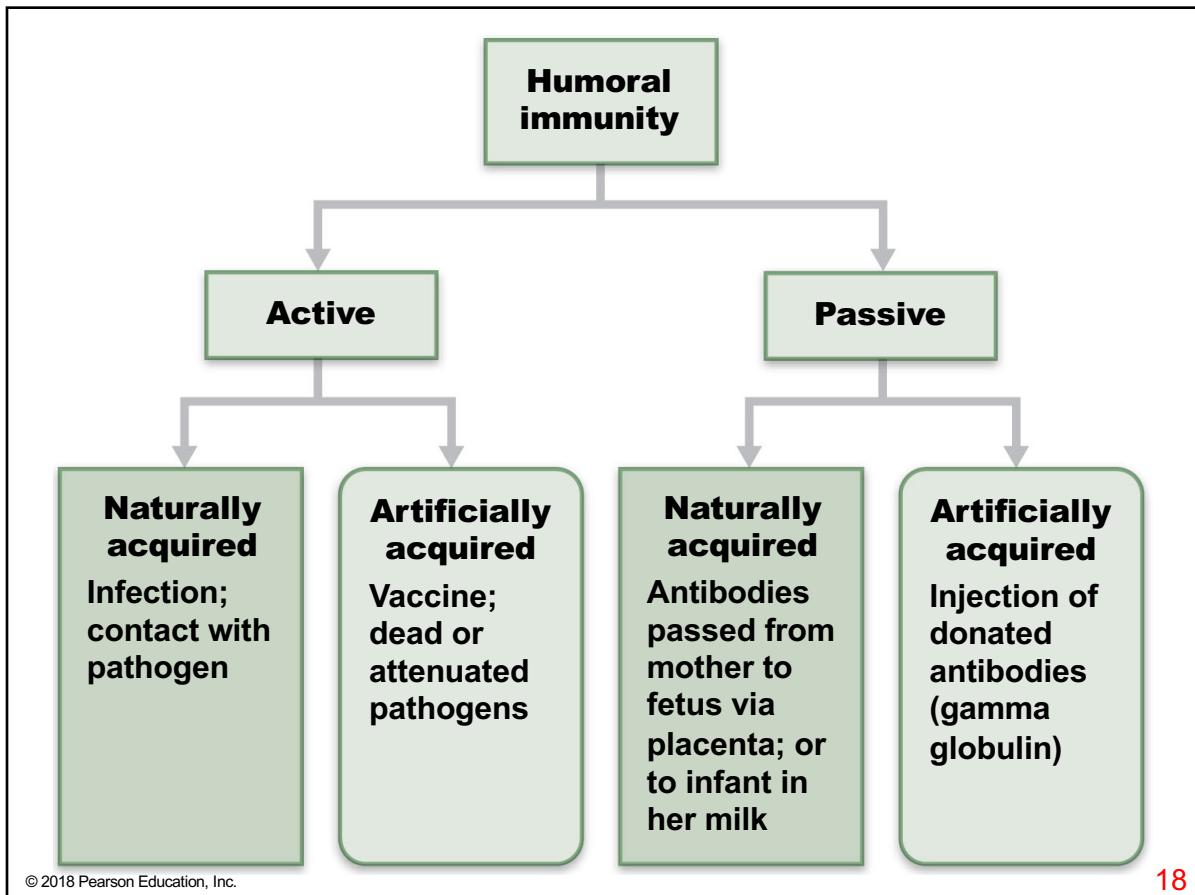 Humoral
immunity
Active
Passive
Naturally
acquired
Infection;
contact with
pathogen
Artificially
acquired
Vaccine;
dead or
attenuated
pathogens
Naturally
acquired
Antibodies
passed from
mother to
fetus via
placenta; or
to infant in
her milk
Artificially
acquired
Injection of
donated
antibodies
(gamma
globulin)
© 2018 Pearson Education, Inc.
18